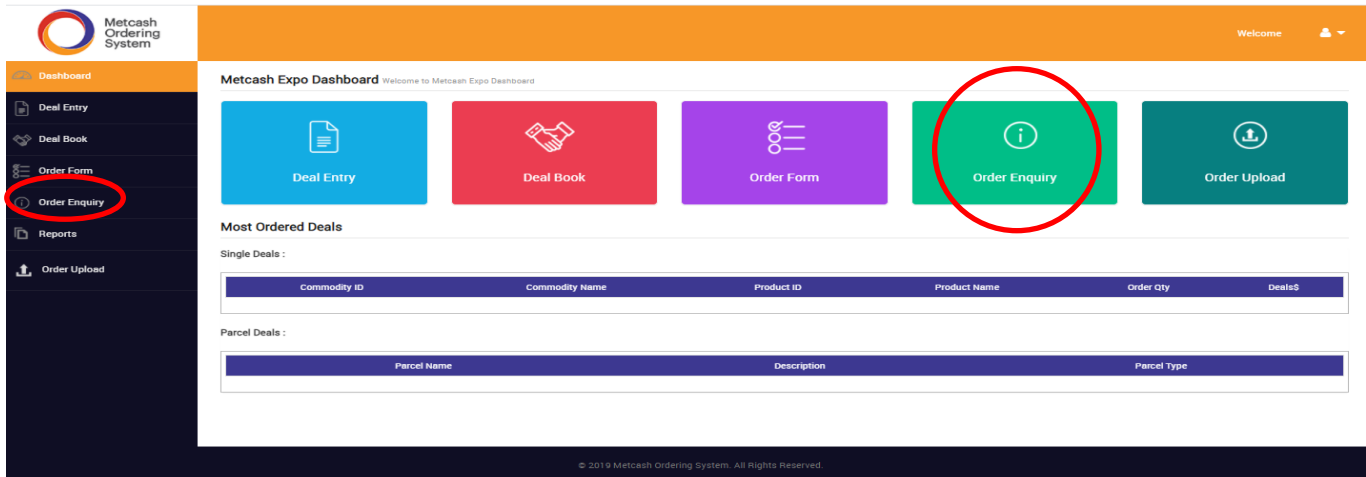 Metcash
Ordering
System
Welcome
Dashboard
Deal Entry
Deal Book
Order Form
Order Enquiry
Reports
Order Upload
Metcash Expo Dashboard Welcome to Metcash Expo Dashboard
Deal Entry
Deal Book
Order Form
Order Enquiry
Order Upload
Most Ordered Deals
Single Deals :
Commodity ID Commodity Name Product ID Product Name Order Qty Deals$
Parcel Deals :
Parcel Name Description Parcel Type
© 2019 Metcash Ordering System. All Rights Reserved.